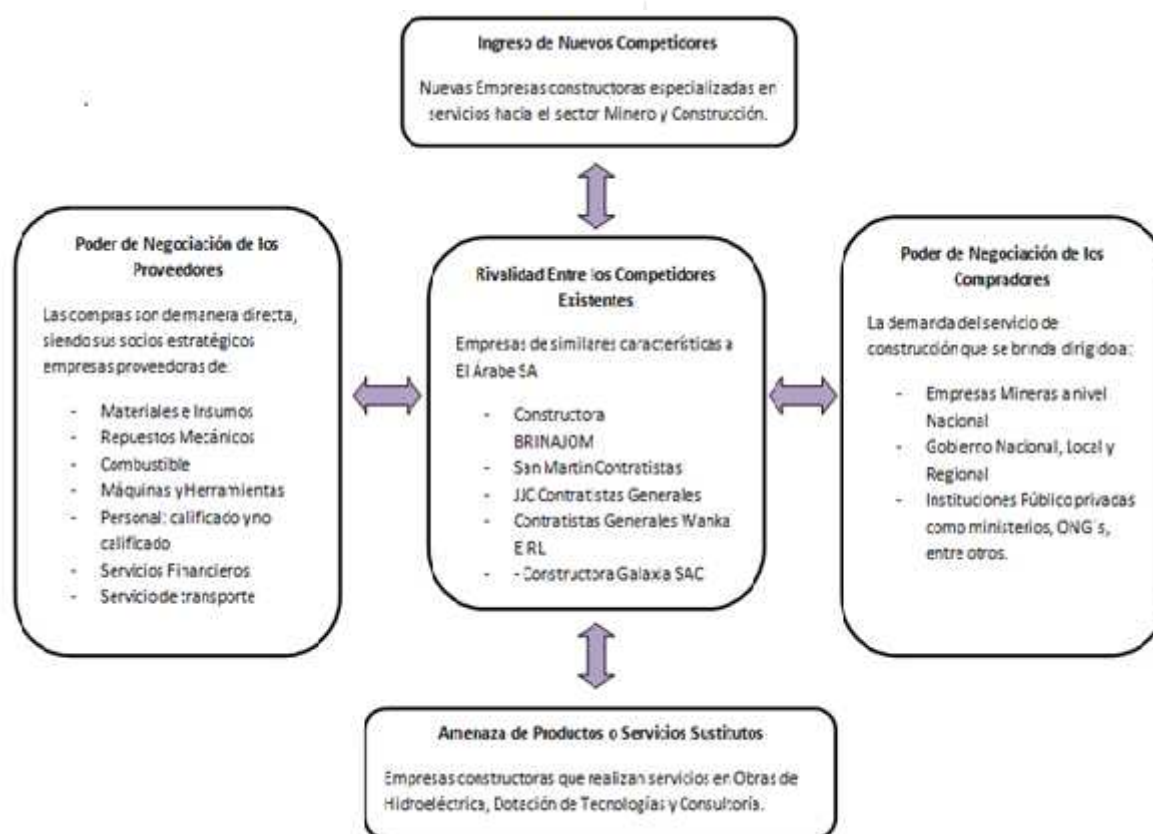 Ingreso de Nuevos Competidores
Nuevas Empresas constructoras especializadas en
servicios hacia el sector Minero y Construcción.
Poder de Negociación de los
Proveedores
Las compras son de manera directa,
siendo sus socios estratégicos
empresas proveedoras de:
- Materiales e Insumos
- Repuestos Mecánicos
- Combustible
- Máquinas y Herramientas
- Personal: calificado y no
calificado
- Servicios Financieros
- Servicio de transporte
Rivalidad Entre los Competidores
Existentes
Empresas de similares características a
El Arabe SA
- Constructora
BRINAJOM
- San Martin Contratistas
- JJC Contratistas Generales
- Contratistas Generales Wanka
EIRL
- - Constructora Galaxia SAC
Poder de Negociación de los
Compradores
La demanda del servicio de
construcción que se brinda dirigido a:
- Empresas Mineras a nivel
Nacional
- Gobierno Nacional, Local y
Regional
- Instituciones Público privadas
como ministerios, ONG's,
entre otros.
Amenaza de Productos o Servicios Sustitutos
Empresas constructoras que realizan servicios en Obras de
Hidroeléctrica, Dotación de Tecnologías y Consultoría.